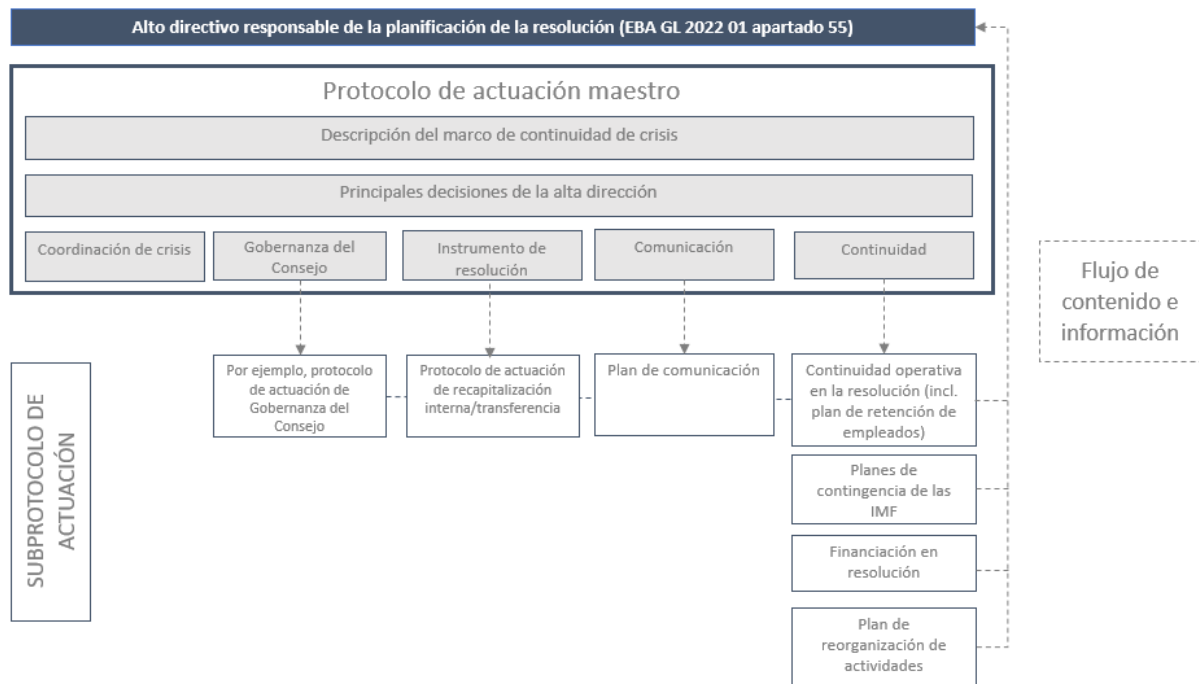 Alto directivo responsable de la planificación de la resolución (EBA GL 2022 01 apartado 55)
Protocolo de actuación maestro
Descripción del marco de continuidad de crisis
Principales decisiones de la alta dirección
Coordinación de crisis
Gobernanza del
Consejo
Instrumento de
resolución
Comunicación
Continuidad
Flujo de
contenido e
información
SUBPROTOCOLO DE
ACTUACIÓN
Por ejemplo, protocolo
de actuación de
Gobernanza del
Consejo
Protocolo de actuación
de recapitalización
interna/transferencia
Plan de comunicación
Continuidad operativa
en la resolución (incl.
plan de retención de
empleados)
Planes de
contingencia de las
IMF
Financiación en
resolución
Plan de
reorganización de
actividades